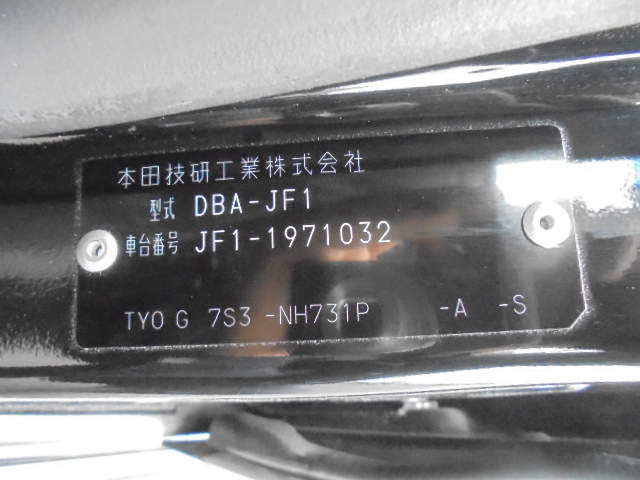 本田技研工業株式会社
型式 DBA-JF1
車台番号 JF1-1971032
TYO G 7S3 -NH731P -A -S